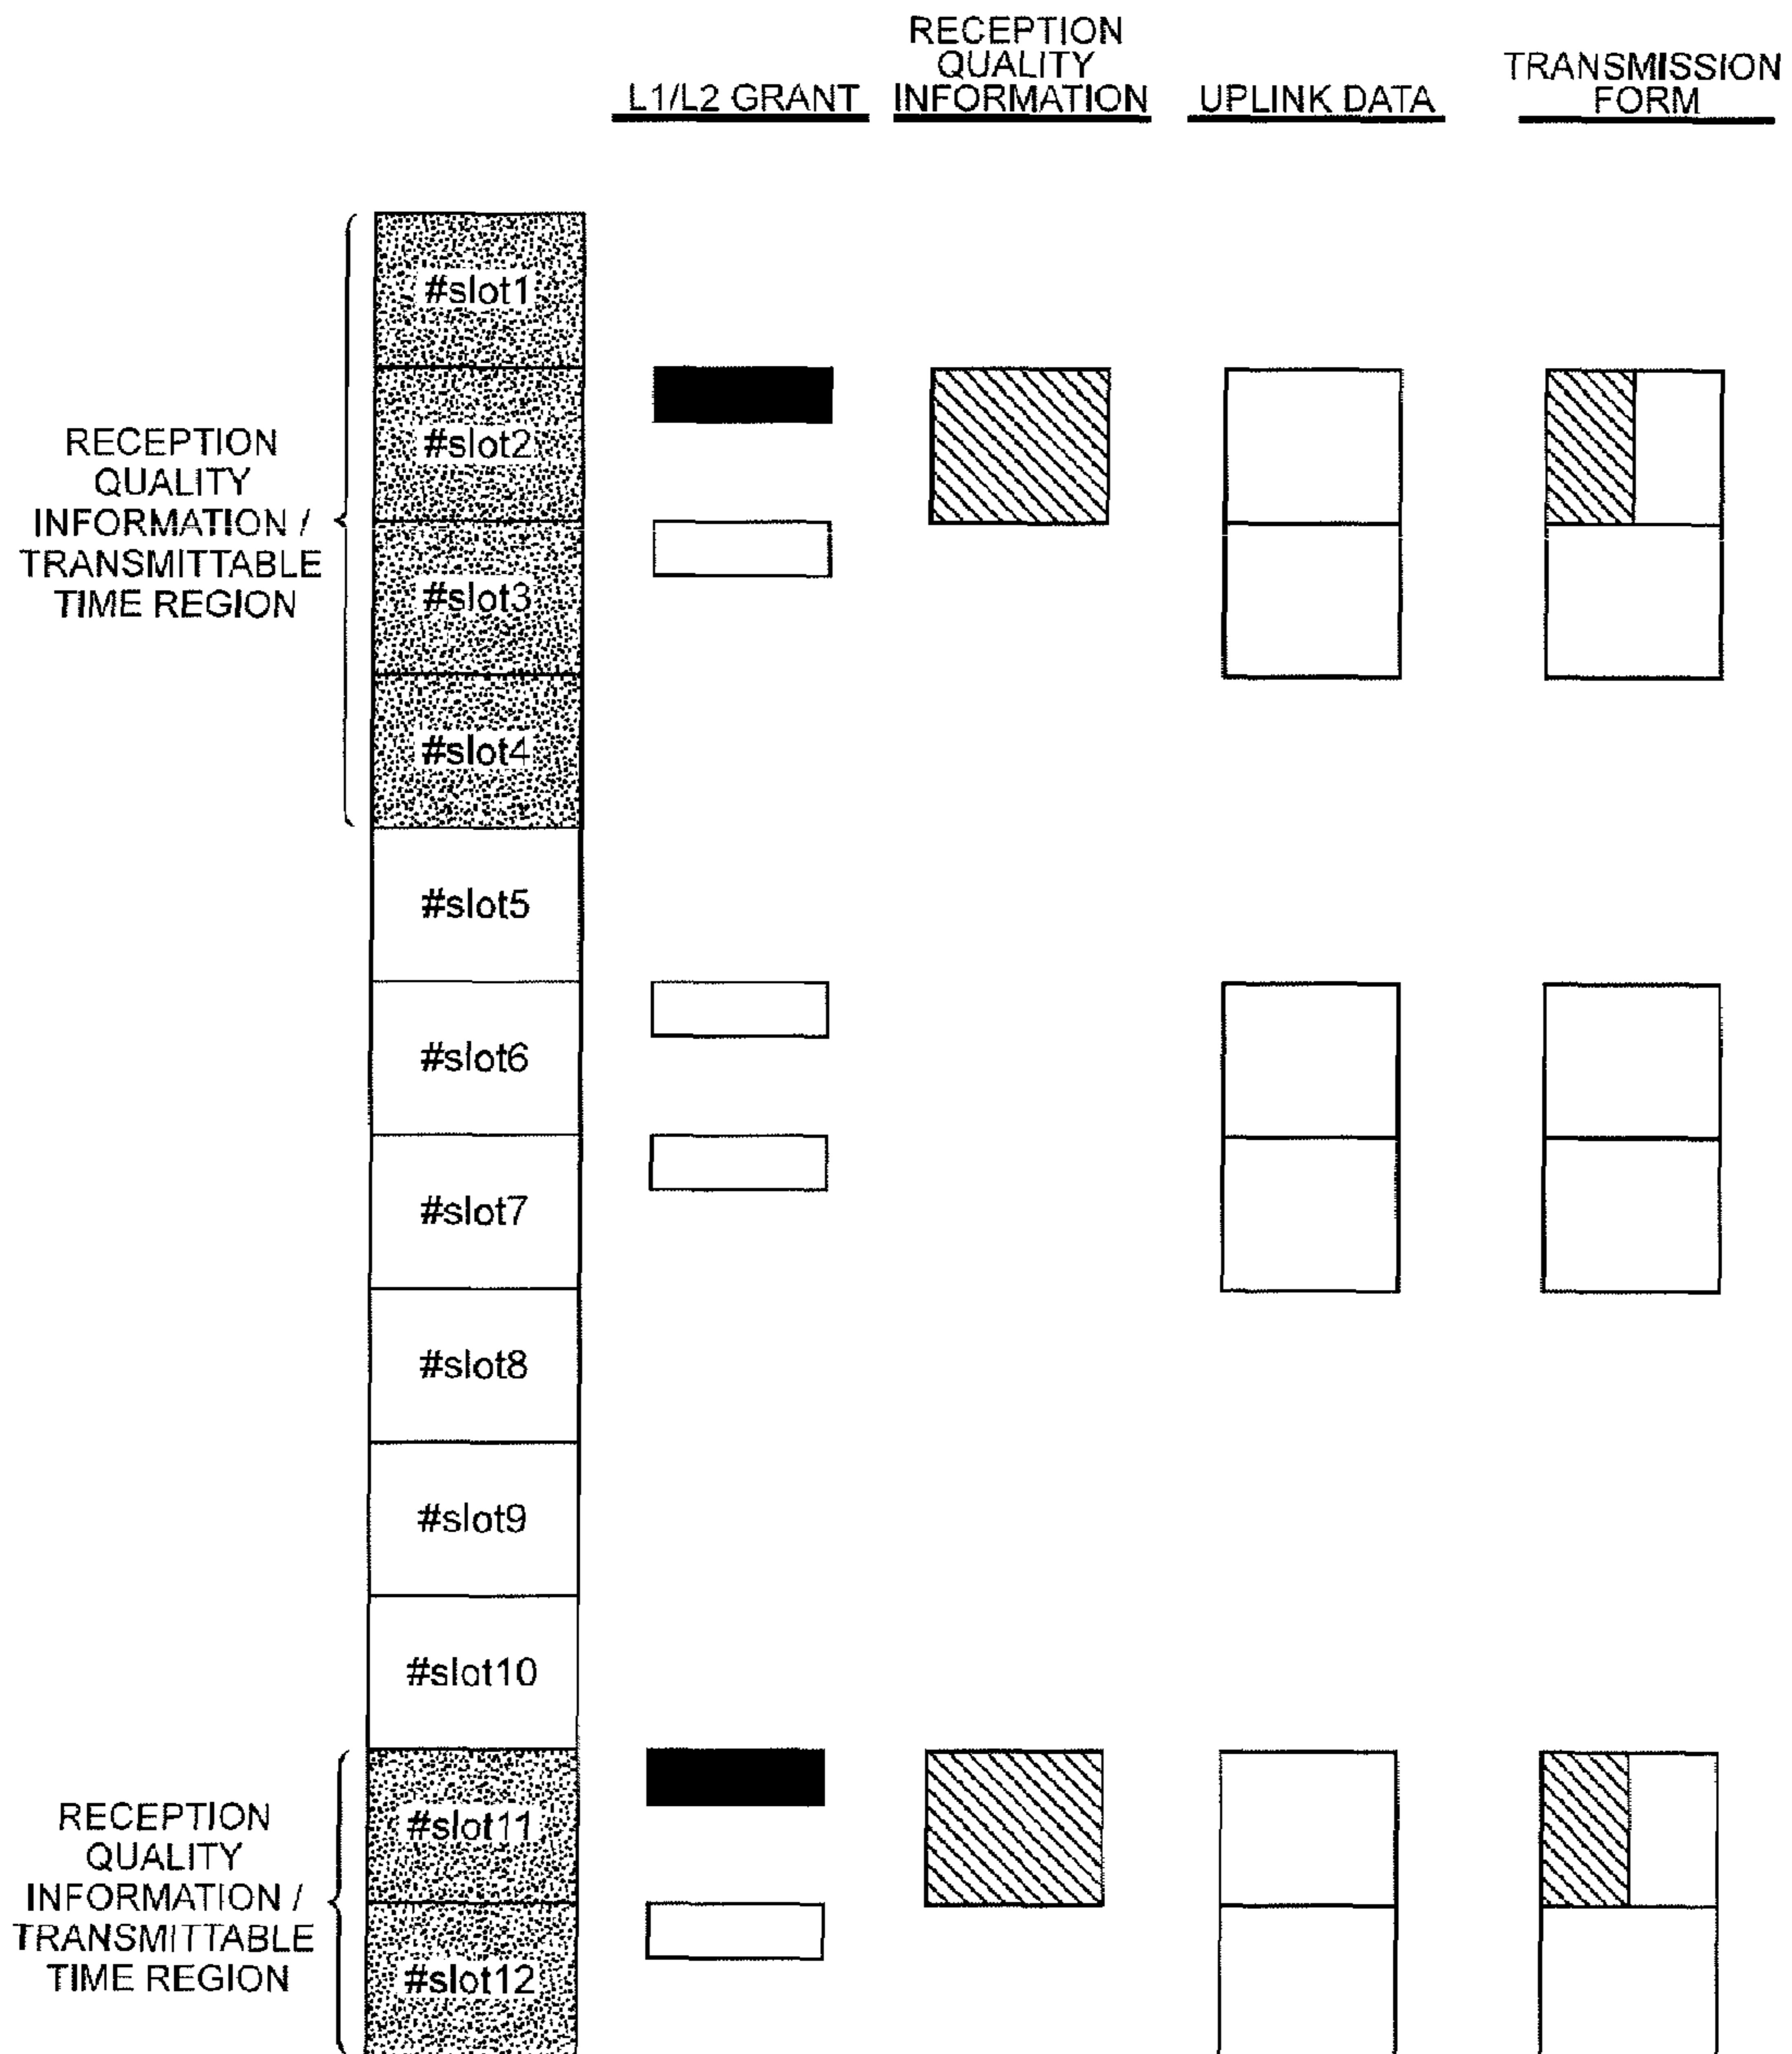 RECEPTION
QUALITY
L1/L2 GRANT INFORMATION UPLINK DATA TRANSMISSION
FORM
#slot1
#slot2
RECEPTION
QUALITY
INFORMATION /
TRANSMITTABLE
TIME REGION
#slot3
#slot4
#slot5
#slot6
#slot7
#slot8
#slot9
#slot10
#slot11
RECEPTION
QUALITY
INFORMATION /
TRANSMITTABLE
TIME REGION
#slot12